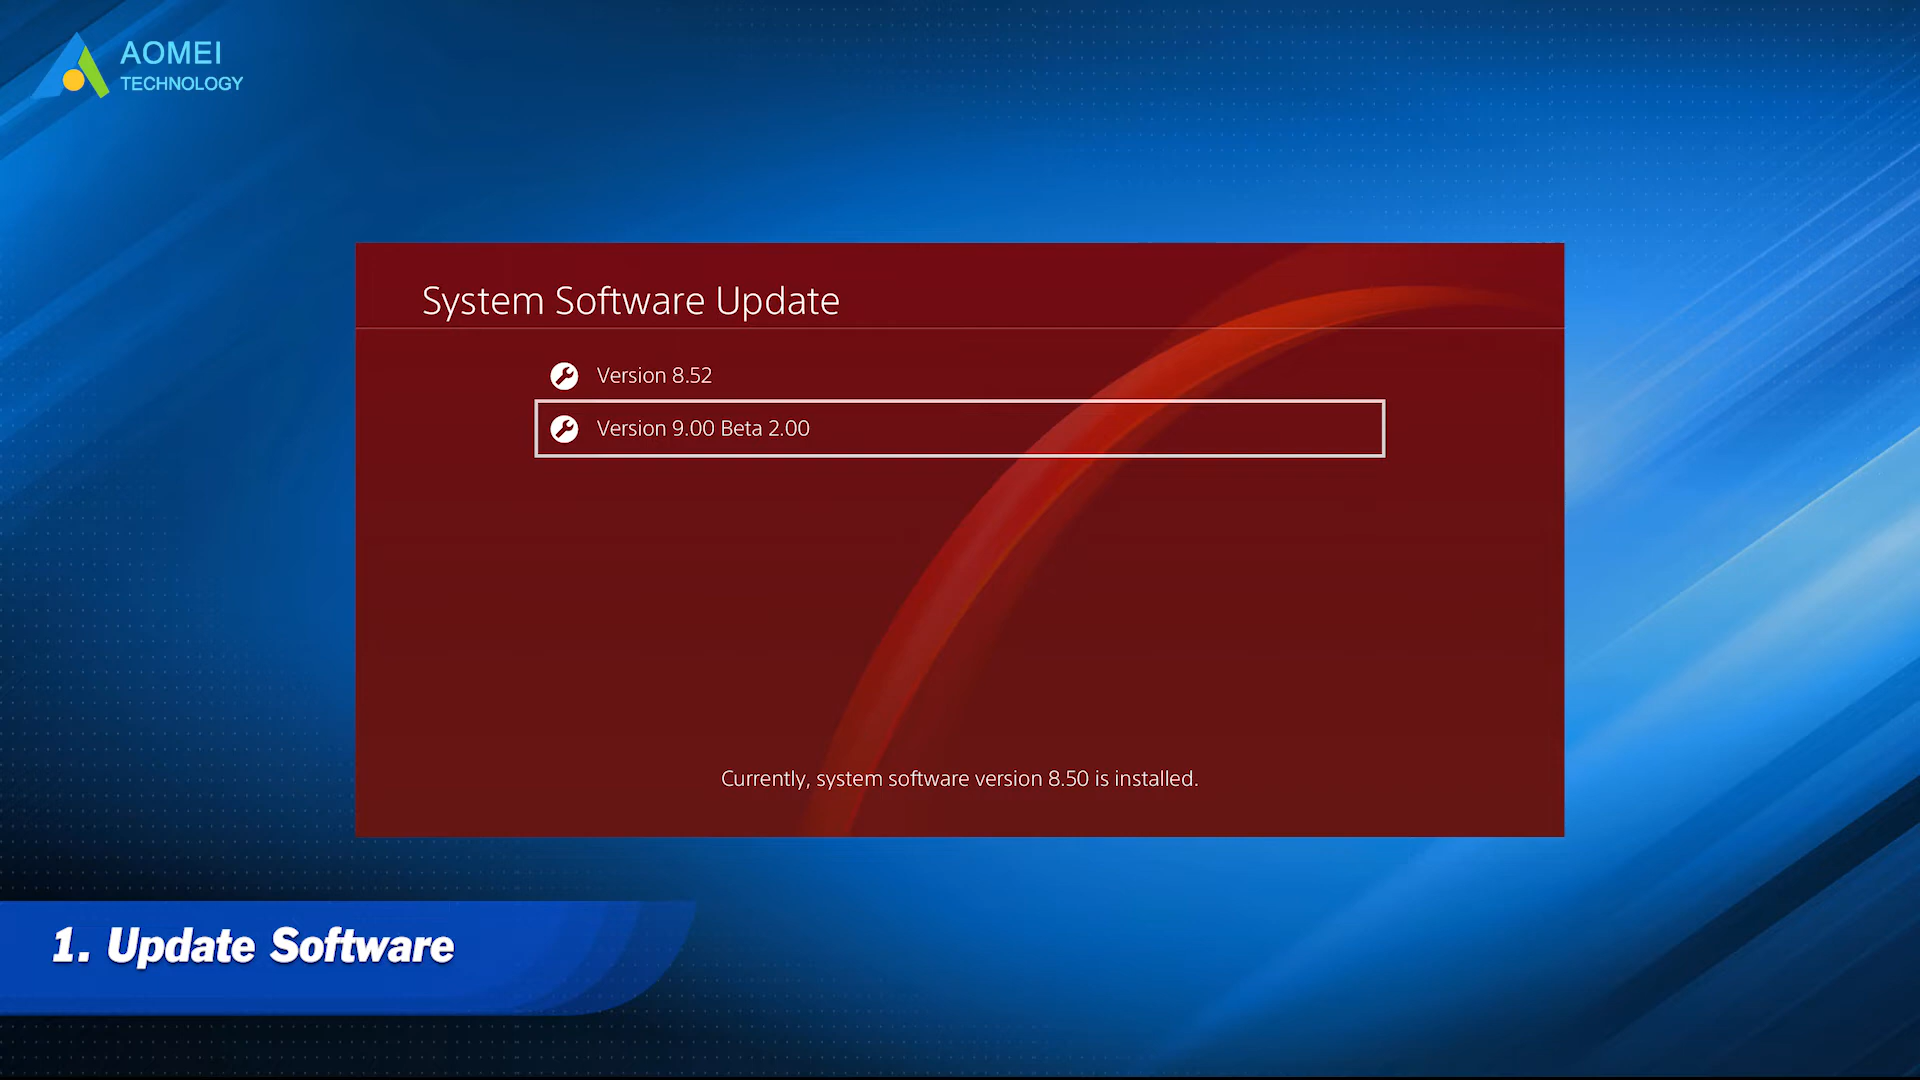 AOMEI
TECHNOLOGY
System Software Update
Version 8.52
Version 9.00 Beta 2.00
Currently, system software version 8.50 is installed.
1. Update Software